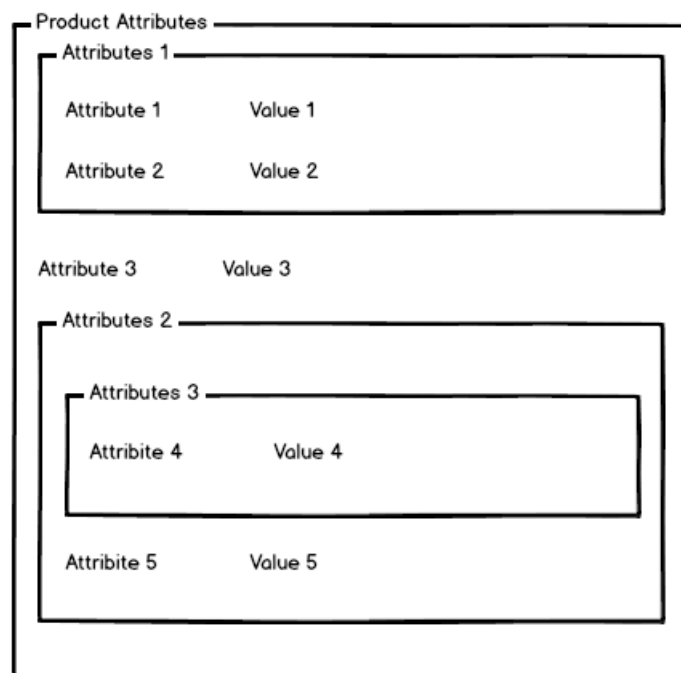 Product Attributes
Attributes 1
Attribute 1 Value 1
Attribute 2 Value 2
Attribute 3 Value 3
Attributes 2
Attributes 3
Attribite 4 Value 4
Attribite 5 Value 5